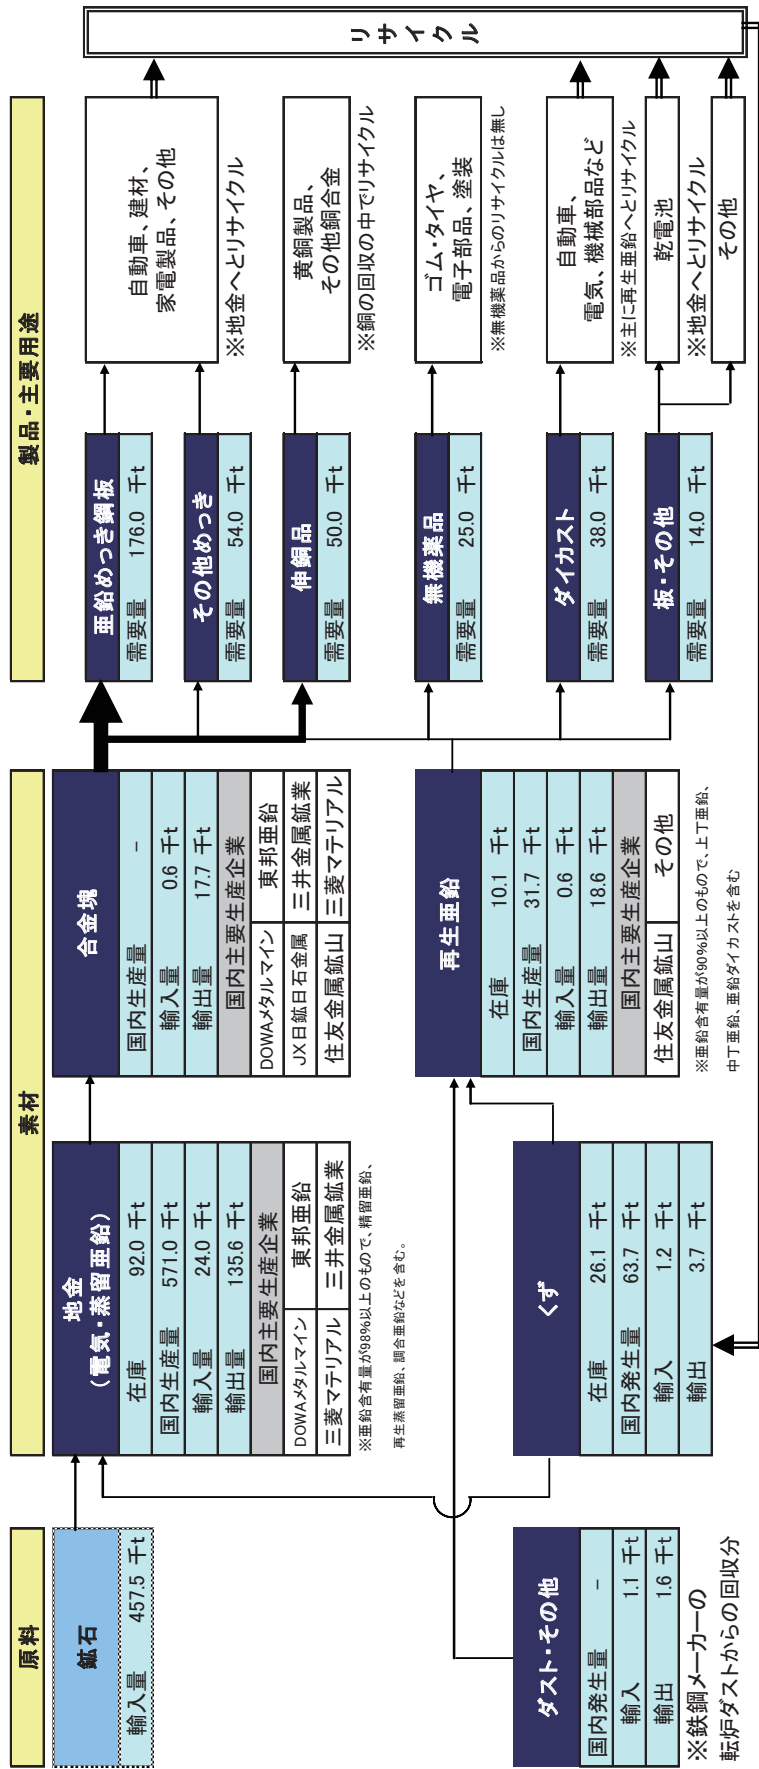 原料
素材
製品・主要用途
鉱石
輸入量 457.5 千t
ダスト・その他
国内発生量 -
輸入 1.1 千t
輸出 1.6 千t
※鉄鋼メーカーの
転炉ダストからの回収分
地金
(電気・蒸留亜鉛)
在庫 92.0 千t
国内生産量 571.0 千t
輸入量 24.0 千t
輸出量 135.6 千t
国内主要生産企業
DOWAメタルマイン 東邦亜鉛
三菱マテリアル 三井金属鉱業
※亜鉛含有量が98%以上のもので、精留亜鉛、
再生蒸留亜鉛、調合亜鉛などを含む。
くず
在庫 26.1 千t
国内発生量 63.7 千t
輸入 1.2 千t
輸出 3.7 千t
合金塊
国内生産量 -
輸入量 0.6 千t
輸出量 17.7 千t
国内主要生産企業
DOWAメタルマイン 東邦亜鉛
JX日鉱日石金属 三井金属鉱業
住友金属鉱山 三菱マテリアル
再生亜鉛
在庫 10.1 千t
国内生産量 31.7 千t
輸入量 0.6 千t
輸出量 18.6 千t
国内主要生産企業
住友金属鉱山 その他
※亜鉛含有量が90%以上のもので、上丁亜鉛、
中丁亜鉛、亜鉛ダイカストを含む
亜鉛めっき鋼板
需要量 176.0 千t
その他めっき
需要量 54.0 千t
伸銅品
需要量 50.0 千t
無機薬品
需要量 25.0 千t
ダイカスト
需要量 38.0 千t
板・その他
需要量 14.0 千t
自動車、建材、
家電製品、その他
※地金へとリサイクル
黄銅製品、
その他銅合金
※銅の回収の中でリサイクル
ゴム・タイヤ、
電子部品、塗装
※無機薬品からのリサイクルは無し
自動車、
電気、機械部品など
※主に再生亜鉛へとリサイクル
乾電池
※地金へとリサイクル
その他
リサイクル